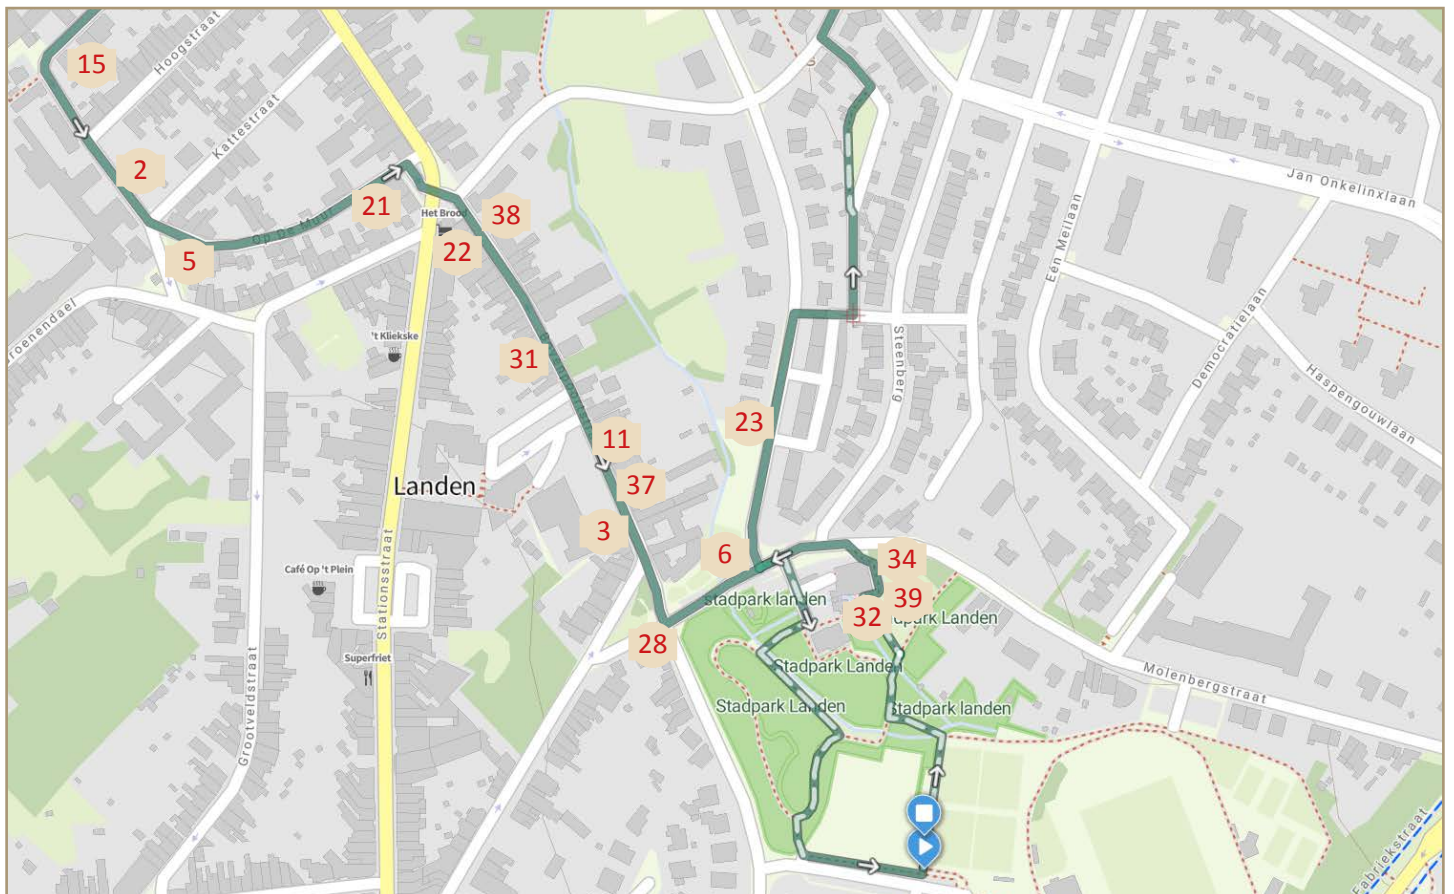 15
Hoogstraat
Kattestraat
2
21
Op De Muur
5
Het Brood
38
22
Jan Onkelinxlaan
Een Meilaan
Democratielaan
Haspengouwlaan
Groenendael
't Kliekske
31
Steenberg
23
11
37
Landen
3
6
34
Café Op 't Plein
Stationsstraat
stadpark landen
39
32
Stadpark Landen
28
Superfriet
Stadpark Landen
Molenbergstraat
Grootveldstraat
Stadpark Landen
Stadpark landen
Fabriekstraat